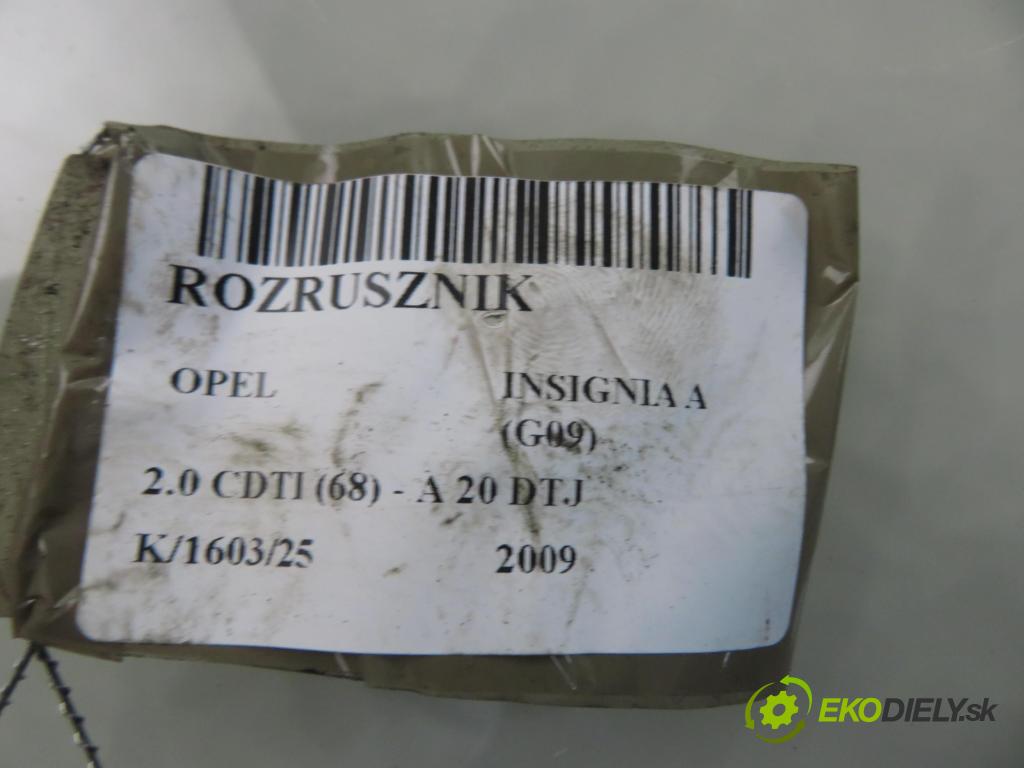 ROZRUSZNIK
OPEL INSIGNIA A
(G09)
2.0 CDTI (68) - A 20 DTJ
K/1603/25 2009
EKODIELY.sk